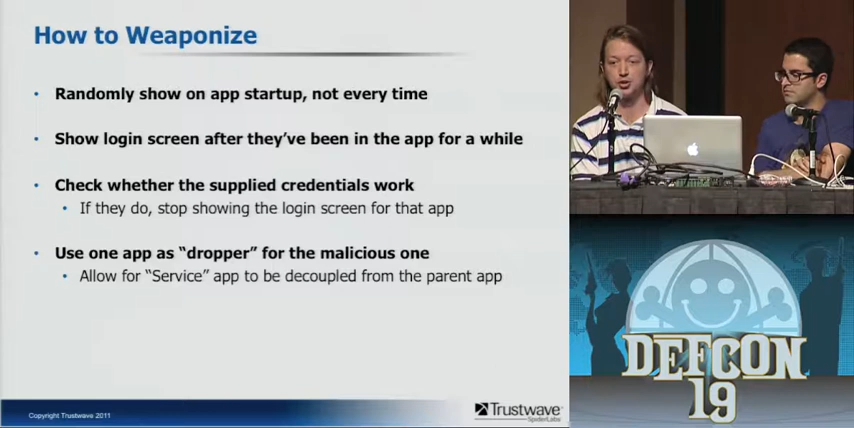 How to Weaponize
• Randomly show on app startup, not every time
• Show login screen after they've been in the app for a while
• Check whether the supplied credentials work
• If they do, stop showing the login screen for that app
• Use one app as “dropper” for the malicious one
• Allow for “Service” app to be decoupled from the parent app
Copyright Trustwave 2011
Trustwave®
SpiderLabs
DEFCON
19